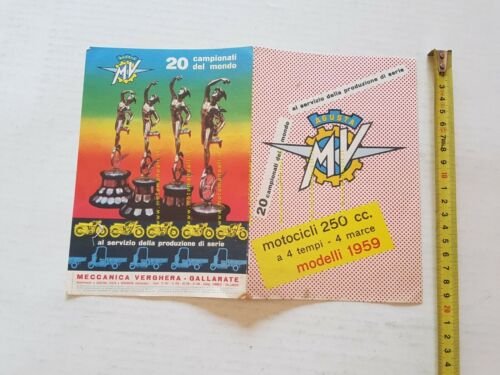 AGUSTA
MV
20 campionati
del mondo
al servizio della produzione di serie
MECCANICA VERGHERA - GALLARATE
20 campionati del mondo
al servizio della produzione di serie
AGUSTA
MV
motocicli 250 cc.
a 4 tempi - 4 marce
modelli 1959